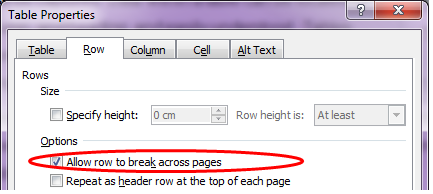 Table Properties
Table Row Column Cell Alt Text
Rows
Size
Specify height: 0 cm Row height is: At least
Options
Allow row to break across pages
Repeat as header row at the top of each page